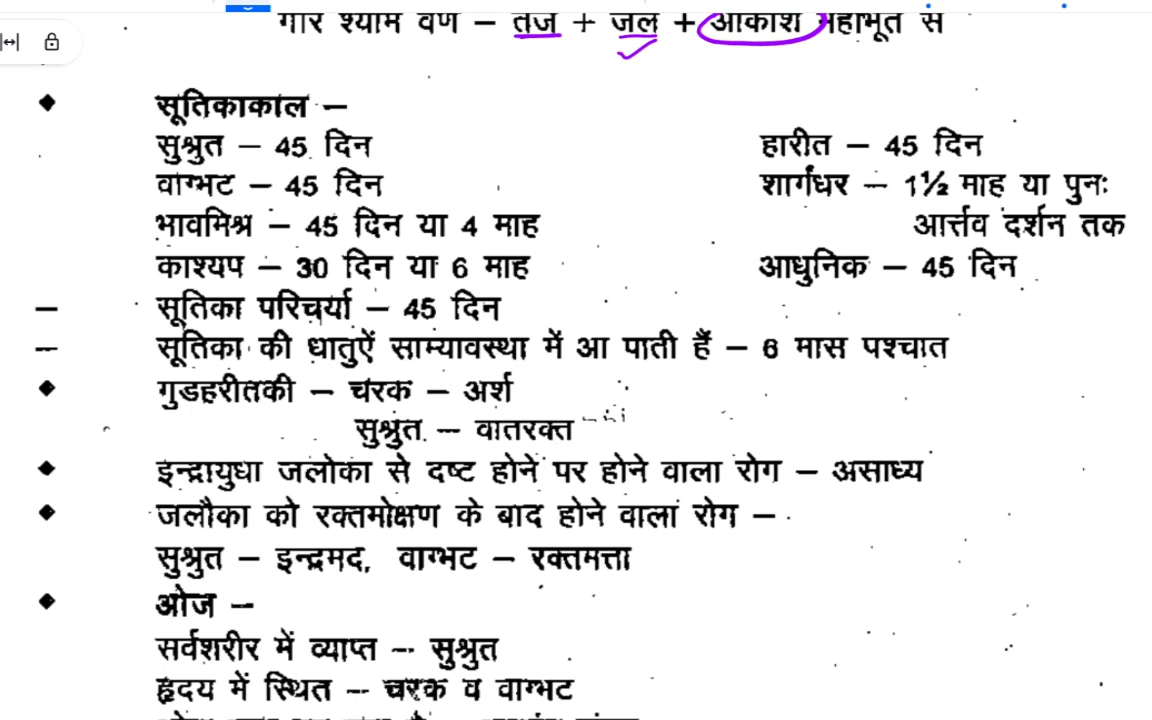 गौर श्याम वर्ण – तेज + जल + आकाश महाभूत से
◆ सूतिकाकाल –
सुश्रुत – 45 दिन हारीत – 45 दिन
वाग्भट – 45 दिन शार्गंधर – 1½ माह या पुनः
भावमिश्र – 45 दिन या 4 माह आर्त्तव दर्शन तक
काश्यप – 30 दिन या 6 माह आधुनिक – 45 दिन
– सूतिका परिचर्या – 45 दिन
– सूतिका की धातुऐं साम्यावस्था में आ पाती हैं – 6 मास पश्चात
◆ गुडहरीतकी – चरक – अर्श
सुश्रुत – वातरक्त
◆ इन्द्रायुधा जलोका से दष्ट होने पर होने वाला रोग – असाध्य
◆ जलौका को रक्तमोक्षण के बाद होने वाला रोग –
सुश्रुत – इन्द्रमद, वाग्भट – रक्तमत्ता
◆ ओज –
सर्वशरीर में व्याप्त – सुश्रुत
हृदय में स्थित – चरक व वाग्भट